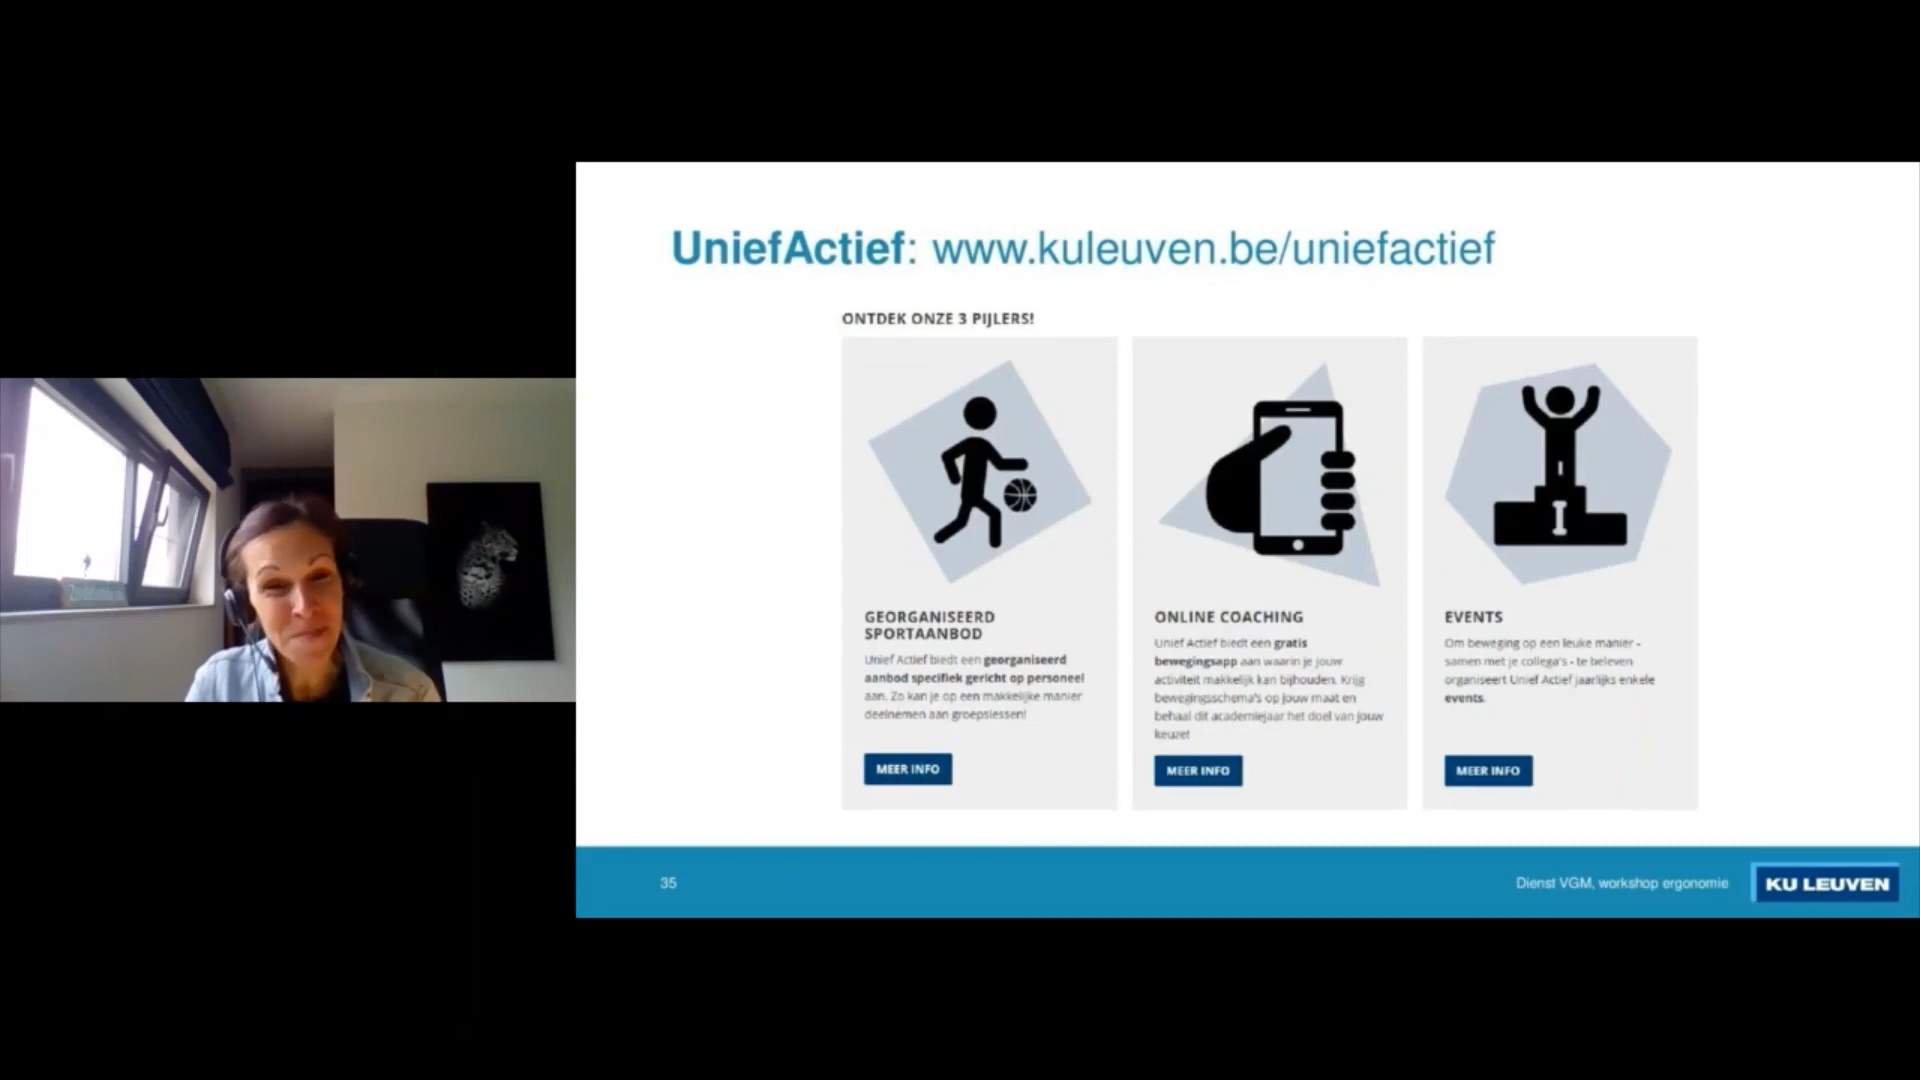 UniefActief: www.kuleuven.be/uniefactief
ONTDEK ONZE 3 PIJLERS!
GEORGANISEERD
SPORTAANBOD
Unief Actief biedt een georganiseerd
aanbod specifiek gericht op personeel
aan. Zo kan je op een makkelijke manier
deelnemen aan groepslessen!
MEER INFO
ONLINE COACHING
Unief Actief biedt een gratis
bewegingsapp aan waarin je jouw
activiteit makkelijk kan bijhouden. Krijg
bewegingsschema's op jouw maat en
behaal dit academiejaar het doel van jouw
keuze!
MEER INFO
EVENTS
Om beweging op een leuke manier -
samen met je collega's - te beleven
organiseert Unief Actief jaarlijks enkele
events.
MEER INFO
35
Dienst VGM, workshop ergonomie
KU LEUVEN